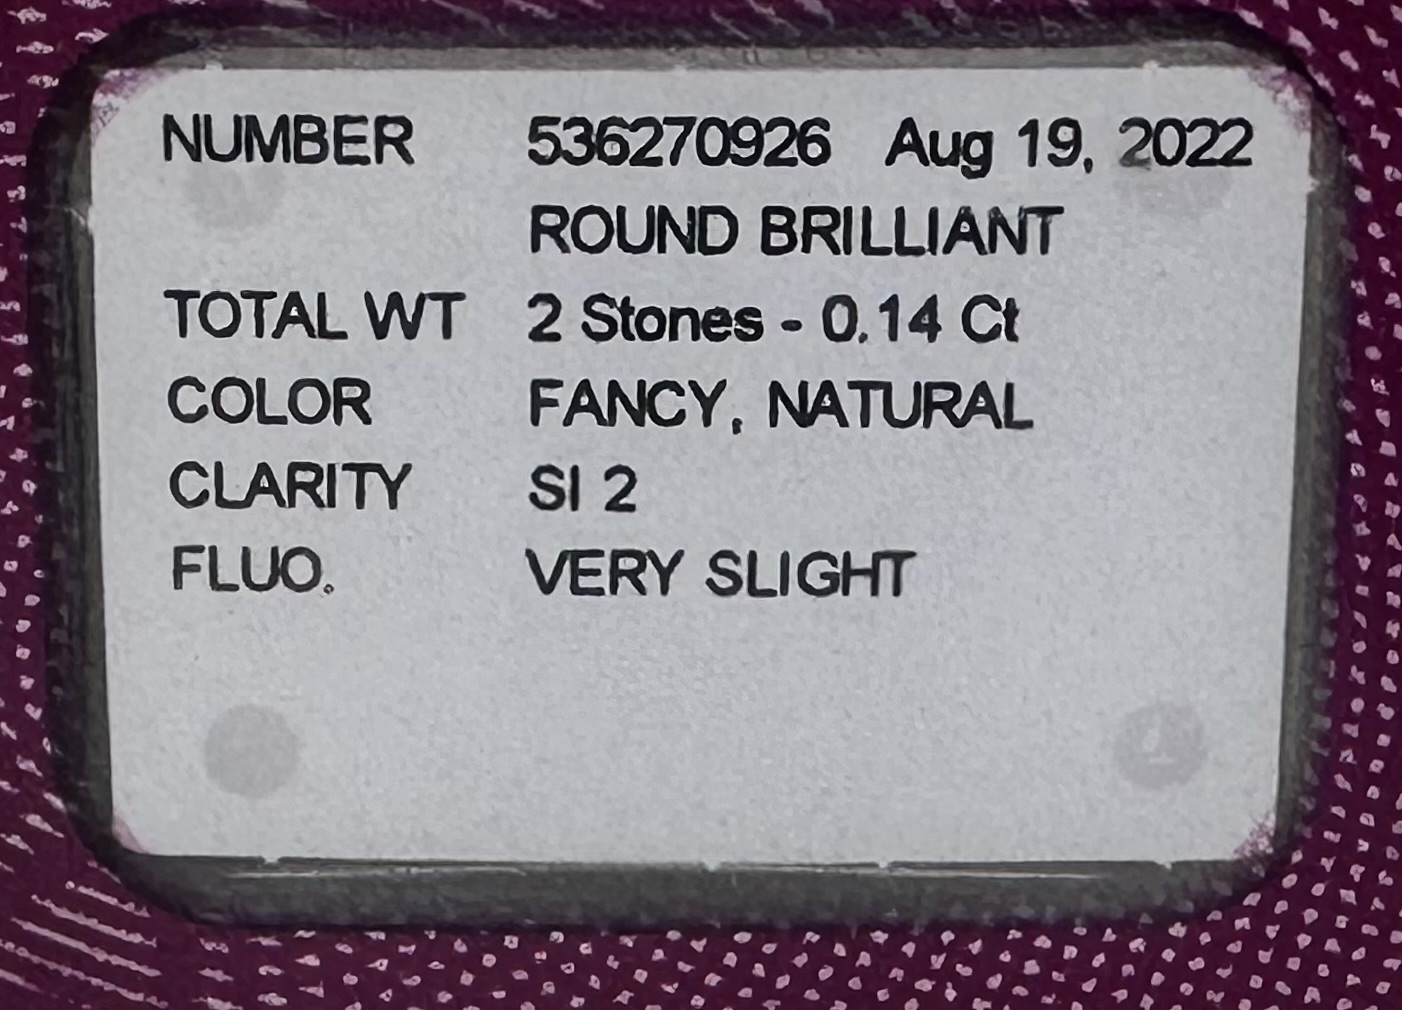 NUMBER 536270926 Aug 19, 2022
ROUND BRILLIANT
TOTAL WT 2 Stones - 0.14 Ct
COLOR FANCY, NATURAL
CLARITY SI 2
FLUO. VERY SLIGHT